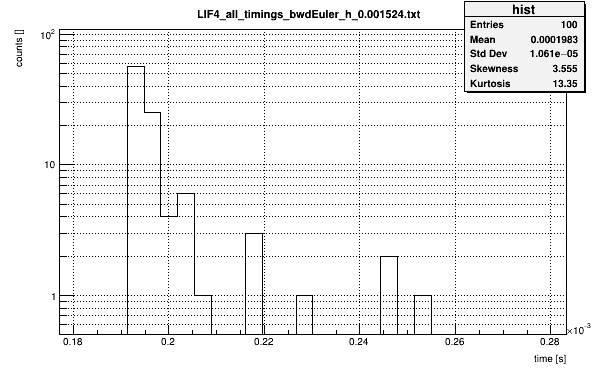 LIF4_all_timings_bwdEuler_h_0.001524.txt
hist
Entries 100
Mean 0.0001983
Std Dev 1.061e−05
Skewness 3.555
Kurtosis 13.35
counts []
10²
10
1
0.18 0.2 0.22 0.24 0.26 0.28
×10⁻³
time [s]